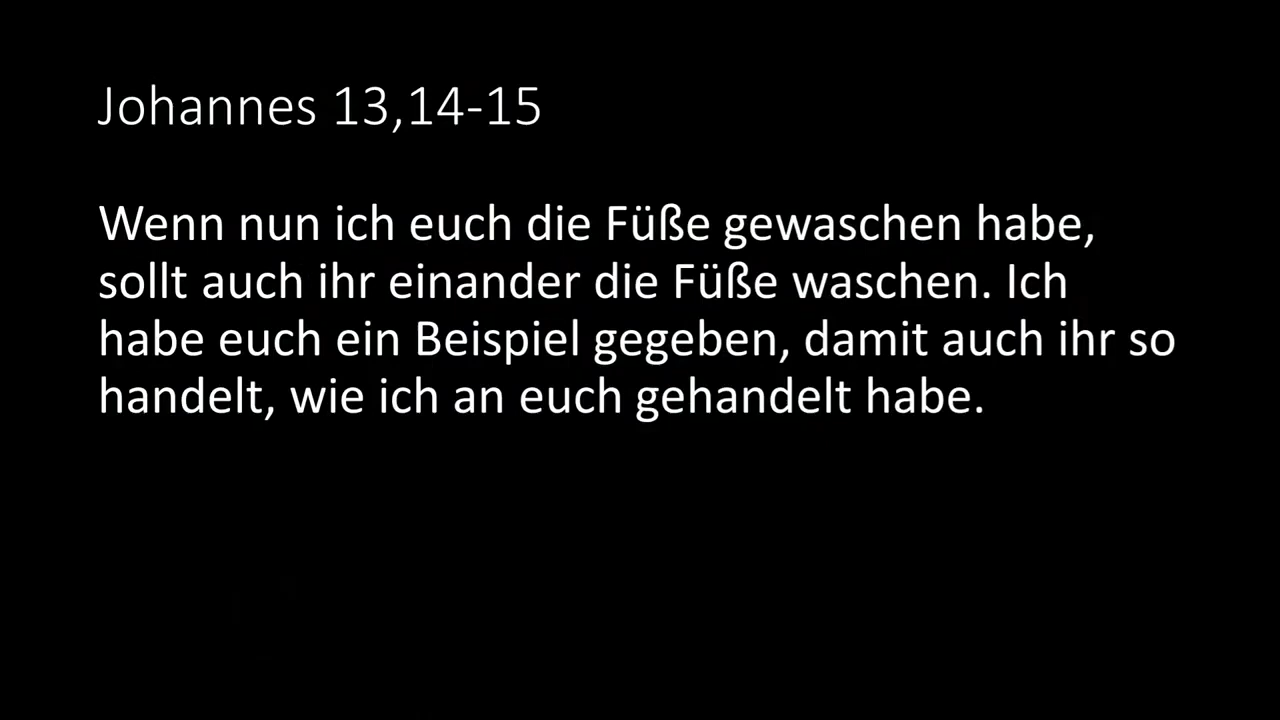 Johannes 13,14-15
Wenn nun ich euch die Füße gewaschen habe,
sollt auch ihr einander die Füße waschen. Ich
habe euch ein Beispiel gegeben, damit auch ihr so
handelt, wie ich an euch gehandelt habe.